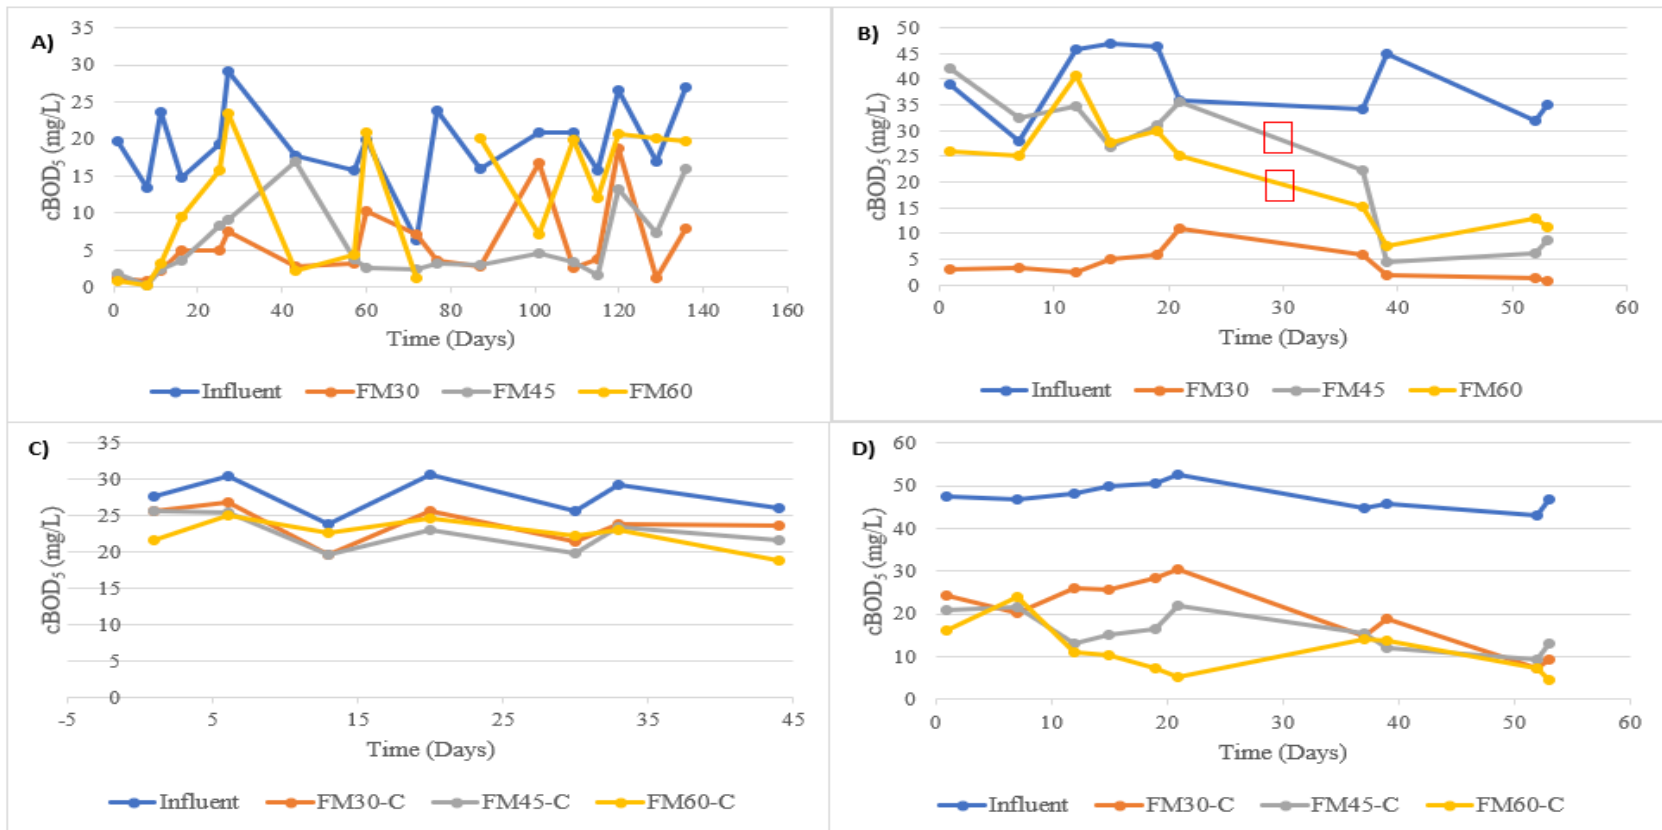 A)
cBOD5 (mg/L)
35
30
25
20
15
10
5
0
0 20 40 60 80 100 120 140 160
Time (Days)
Influent FM30 FM45 FM60
B)
cBOD5 (mg/L)
50
45
40
35
30
25
20
15
10
5
0
0 10 20 30 40 50 60
Time (Days)
Influent FM30 FM45 FM60
C)
cBOD5 (mg/L)
35
30
25
20
15
10
5
0
-5 5 15 25 35 45
Time (Days)
Influent FM30-C FM45-C FM60-C
D)
cBOD5 (mg/L)
60
50
40
30
20
10
0
0 10 20 30 40 50 60
Time (Days)
Influent FM30-C FM45-C FM60-C